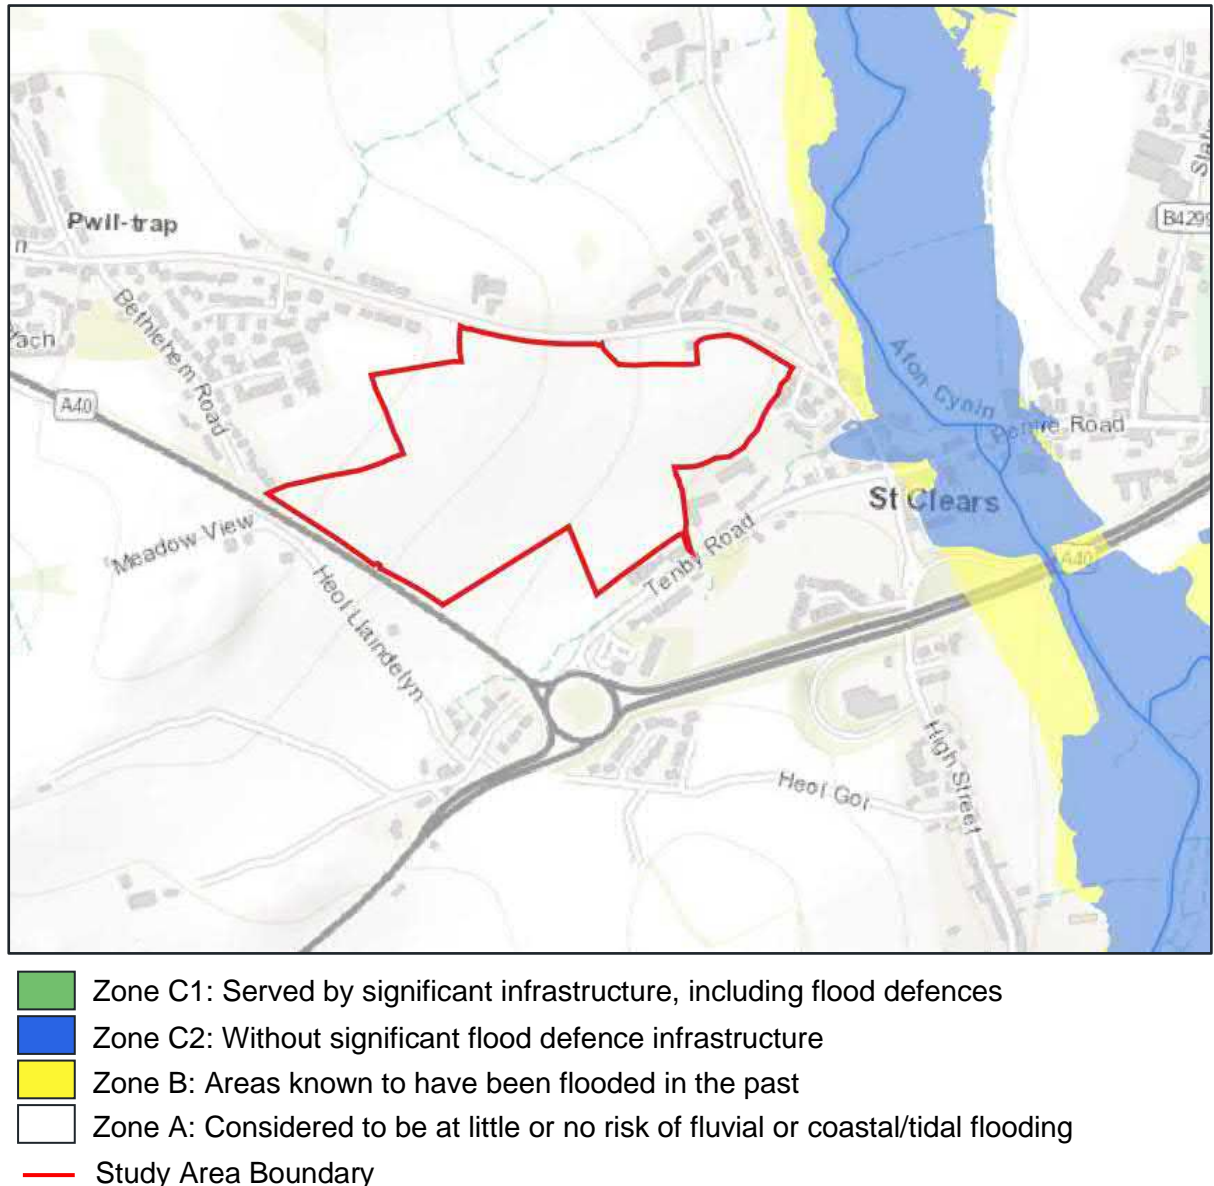 Pwll-trap
n
Bethlehem Road
A40
Meadow View
Heol Llaindelyn
Tenby Road
St Clears
Afon Cynin
Pentre Road
A40
B4299
High Street
Heol Goi
Zone C1: Served by significant infrastructure, including flood defences
Zone C2: Without significant flood defence infrastructure
Zone B: Areas known to have been flooded in the past
Zone A: Considered to be at little or no risk of fluvial or coastal/tidal flooding
Study Area Boundary